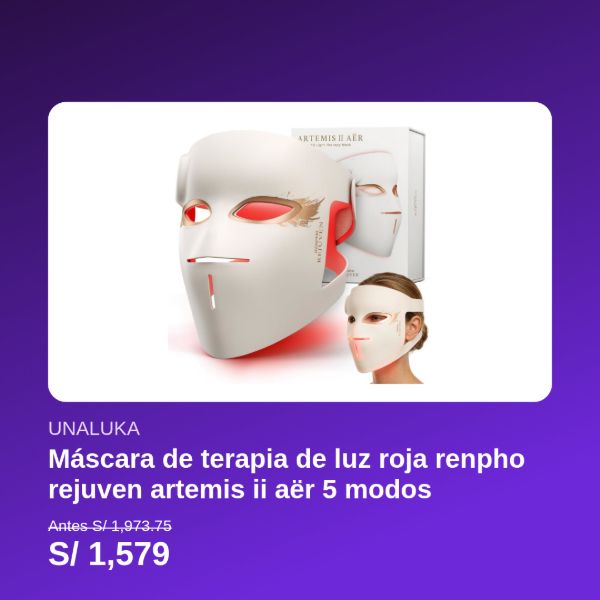 ARTEMIS II AËR
REJUVEN
UNALUKA
Máscara de terapia de luz roja renpho
rejuven artemis ii aër 5 modos
Antes S/ 1,973.75
S/ 1,579